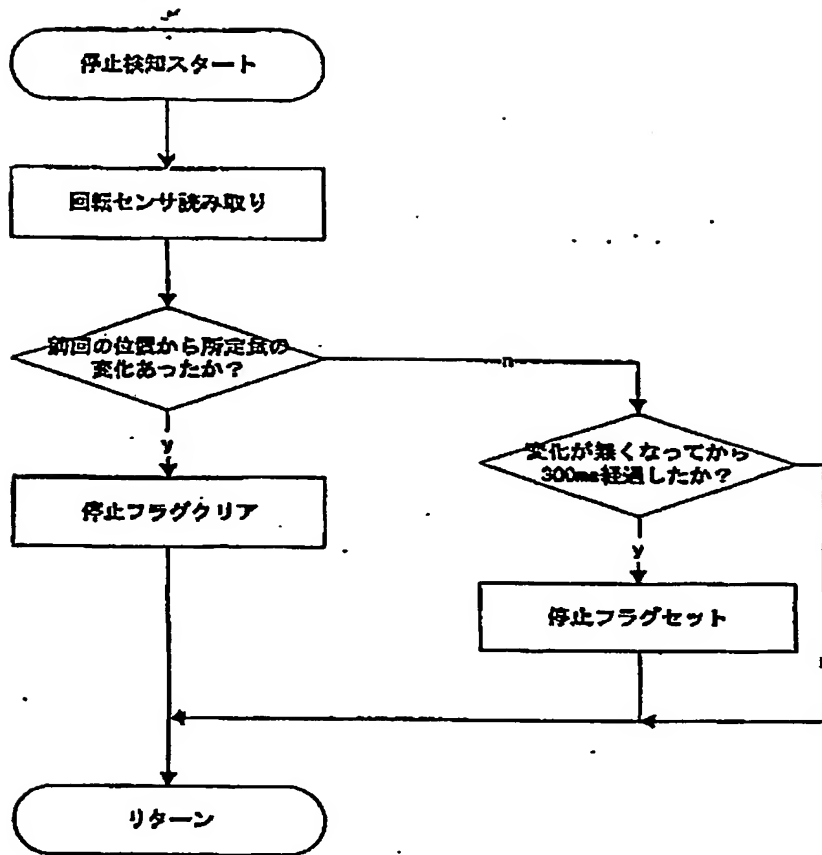 停止検知スタート
回転センサ読み取り
前回の位置から所定量の
変化あったか?
n
y
変化が無くなってから
300ms経過したか?
停止フラグクリア
y
停止フラグセット
リターン